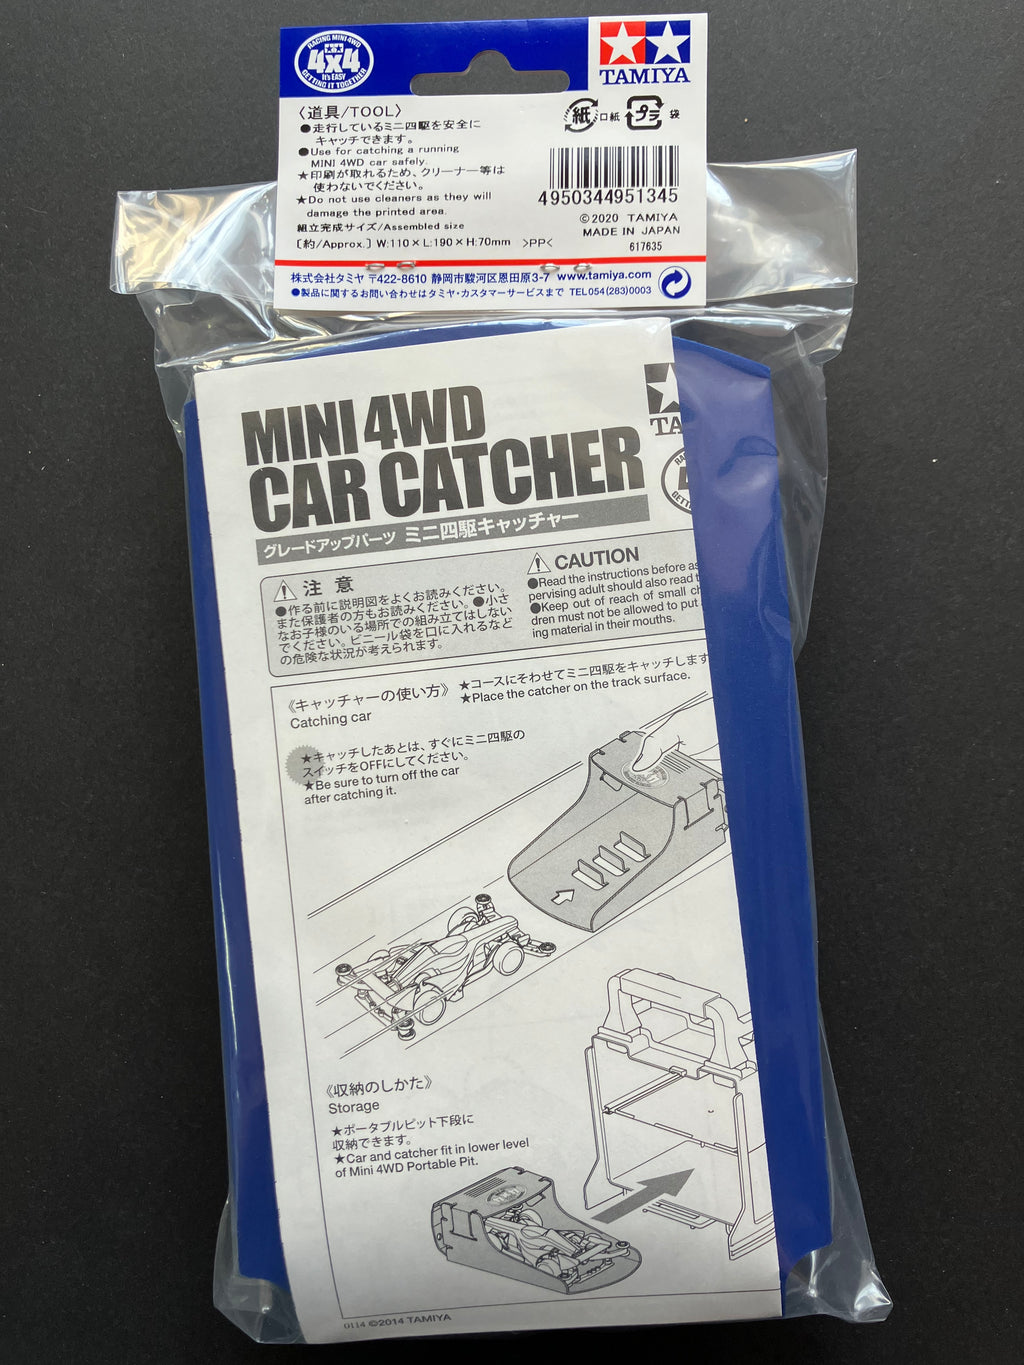 RACING MINI 4WD
4x4
It's EASY
GETTING IT TOGETHER
TAMIYA
〈道具/TOOL〉
●走行しているミニ四駆を安全に
キャッチできます。
●Use for catching a running
MINI 4WD car safely.
★印刷が取れるため、クリーナー等は
使わないでください。
★Do not use cleaners as they will
damage the printed area.
組立完成サイズ/Assembled size
〔約/Approx.〕W:110×L:190×H:70mm >PP<
紙 口紙 プラ 袋
4950344951345
©2020 TAMIYA
MADE IN JAPAN
617635
株式会社タミヤ 〒422-8610 静岡市駿河区恩田原3-7 www.tamiya.com
●製品に関するお問い合わせはタミヤ・カスタマーサービスまで TEL054(283)0003
MINI 4WD
CAR CATCHER
TA
グレードアップパーツ ミニ四駆キャッチャー
注意
●作る前に説明図をよくお読みください。
また保護者の方もお読みください。●小さ
なお子様のいる場所での組み立てはしない
でください。ビニール袋を口に入れるなど
の危険な状況が考えられます。
CAUTION
●Read the instructions before as
pervising adult should also read t
●Keep out of reach of small ch
dren must not be allowed to put
ing material in their mouths.
《キャッチャーの使い方》
Catching car
★コースにそわせてミニ四駆をキャッチします
★Place the catcher on the track surface.
★キャッチしたあとは、すぐにミニ四駆の
スイッチをOFFにしてください。
★Be sure to turn off the car
after catching it.
《収納のしかた》
Storage
★ポータブルピット下段に
収納できます。
★Car and catcher fit in lower level
of Mini 4WD Portable Pit.
0114 ©2014 TAMIYA